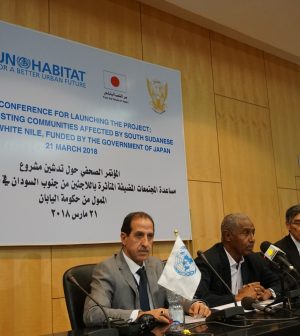 UN HABITAT
FOR A BETTER URBAN FUTURE
CONFERENCE FOR LAUNCHING THE PROJECT:
STING COMMUNITIES AFFECTED BY SOUTH SUDANESE
WHITE NILE, FUNDED BY THE GOVERNMENT OF JAPAN
21 MARCH 2018
المؤتمر الصحفي حول تدشين مشروع
مساعدة المجتمعات المضيفة المتأثرة باللاجئين من جنوب السودان في
الممول من حكومة اليابان
٢١ مارس ٢٠١٨